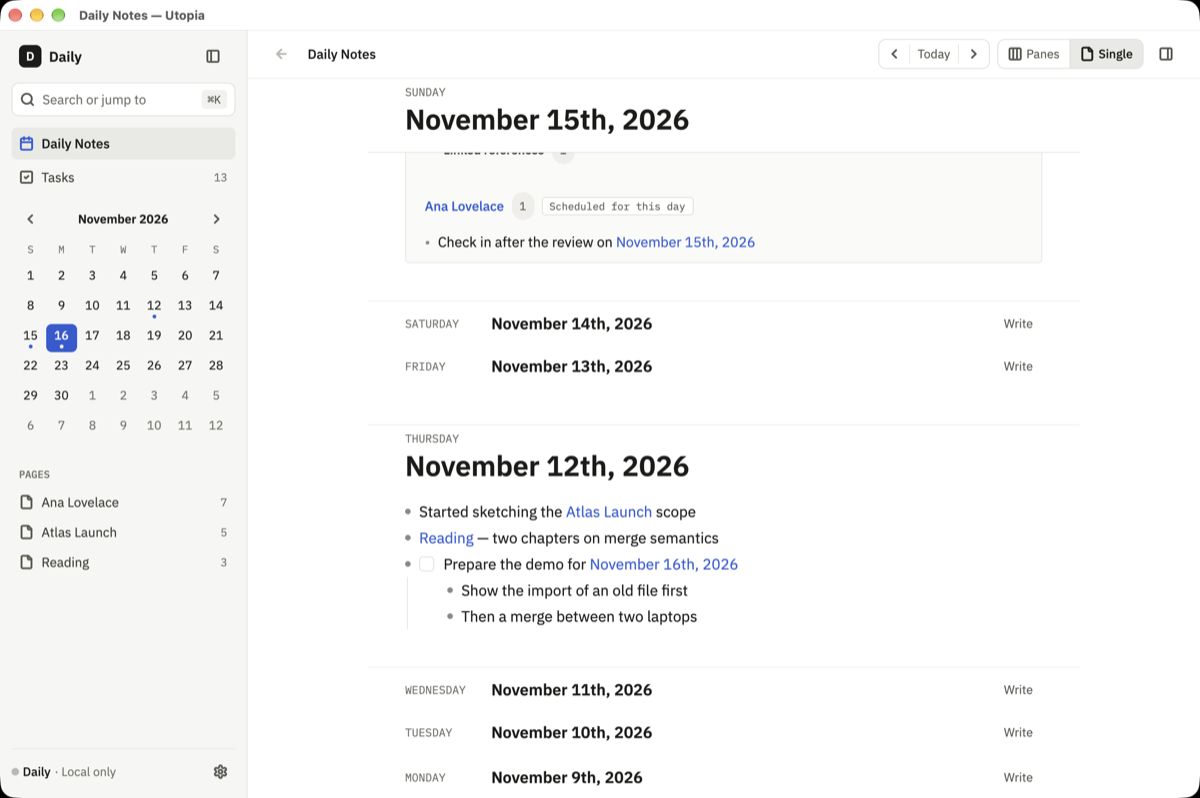 Daily Notes — Utopia
D Daily
Search or jump to ⌘K
Daily Notes
Tasks 13
November 2026
S M T W T F S
1 2 3 4 5 6 7
8 9 10 11 12 13 14
15 16 17 18 19 20 21
22 23 24 25 26 27 28
29 30 1 2 3 4 5
6 7 8 9 10 11 12
PAGES
Ana Lovelace 7
Atlas Launch 5
Reading 3
Daily · Local only
Daily Notes
Today
Panes
Single
SUNDAY
November 15th, 2026
Ana Lovelace 1 Scheduled for this day
• Check in after the review on November 15th, 2026
SATURDAY November 14th, 2026 Write
FRIDAY November 13th, 2026 Write
THURSDAY
November 12th, 2026
• Started sketching the Atlas Launch scope
• Reading — two chapters on merge semantics
• Prepare the demo for November 16th, 2026
• Show the import of an old file first
• Then a merge between two laptops
WEDNESDAY November 11th, 2026 Write
TUESDAY November 10th, 2026 Write
MONDAY November 9th, 2026 Write